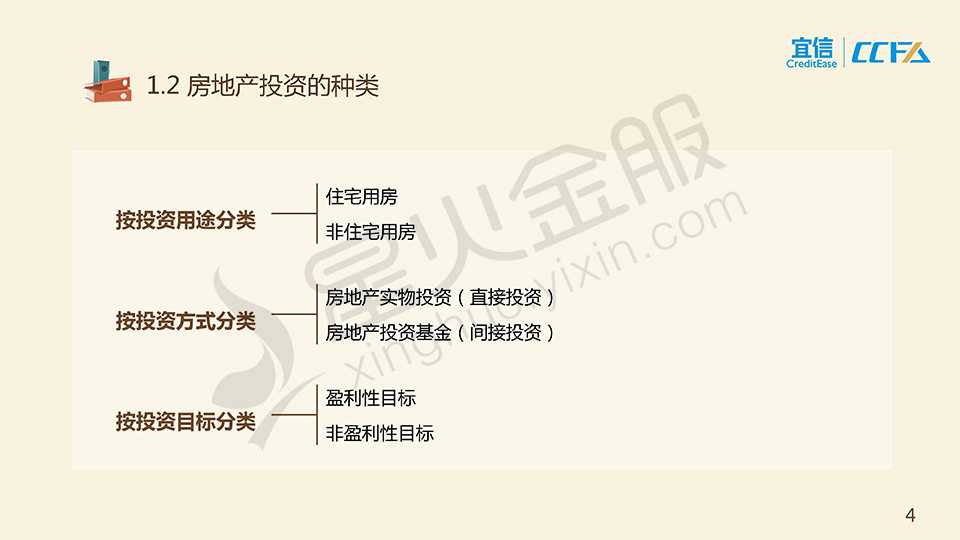 宜信
CreditEase
CCFA
1.2 房地产投资的种类
按投资用途分类
住宅用房
非住宅用房
按投资方式分类
房地产实物投资（直接投资）
房地产投资基金（间接投资）
按投资目标分类
盈利性目标
非盈利性目标
星火金服
xinghuo.yixin.com
4